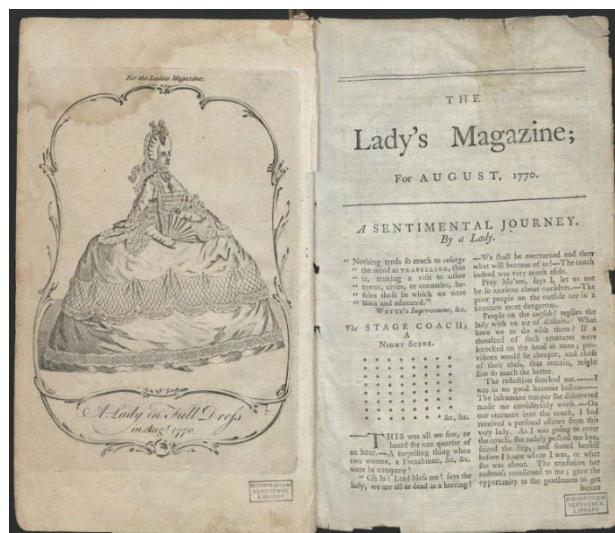 For the Ladies Magazine.
A Lady in Full Dress
in Augt. 1770
BIRMINGHAM
REFERENCE
LIBRARY
THE
Lady's Magazine;
For AUGUST, 1770.
A SENTIMENTAL JOURNEY.
By a Lady.
" Nothing tends so much to enlarge
" the mind as TRAVELLING, that
" is, making a visit to other
" towns, cities, or countries, be-
" sides those in which we were
" born and educated."
WATTS's Improvement, &c.
The STAGE COACH;
A
NIGHT SCENE.
&c, &c.
—THIS was all we saw, or
heard for one quarter of
an hour.—A surprising thing when
two women, a Frenchman, &c. &c.
were in company!
" Oh la! Lord bless me! says the
lady, we are all as dead as a herring!
—We shall be overturned and then
what will become of us!—The coach
indeed was very much aside.
Pray Ma'am, says I, let us not
be so anxious about ourselves.—The
poor people on the outside are in a
situation more dangerous.
People on the outside! replies the
lady with an air of disdain. What
have we to do with them? If a
thousand of such creatures were
knocked on the head at once; pro-
visions would be cheaper, and those
of their class, that remain, might
live so much the better.
The reflection shocked me.—I
was in no good humour before—
The inhumane temper she discovered
made me considerably worse.—On
our entrance into the coach, I had
received a personal affront from this
very lady. As I was going to enter
the coach, she rudely pushed me bye,
seized the step, and seated herself
before I knew where I was, or what
she was about. The confusion her
rudeness occasioned to me; gave the
opportunity to the gentlemen to get
before
BIRMINGHAM
REFERENCE
LIBRARY